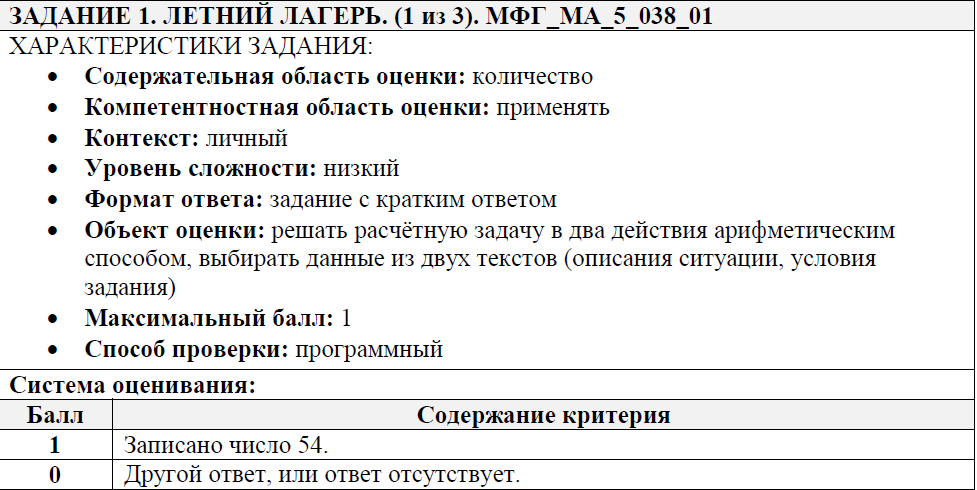 ЗАДАНИЕ 1. ЛЕТНИЙ ЛАГЕРЬ. (1 из 3). МФГ_МА_5_038_01
ХАРАКТЕРИСТИКИ ЗАДАНИЯ:
• Содержательная область оценки: количество
• Компетентностная область оценки: применять
• Контекст: личный
• Уровень сложности: низкий
• Формат ответа: задание с кратким ответом
• Объект оценки: решать расчётную задачу в два действия арифметическим
способом, выбирать данные из двух текстов (описания ситуации, условия
задания)
• Максимальный балл: 1
• Способ проверки: программный
Система оценивания:
Балл Содержание критерия
1 Записано число 54.
0 Другой ответ, или ответ отсутствует.